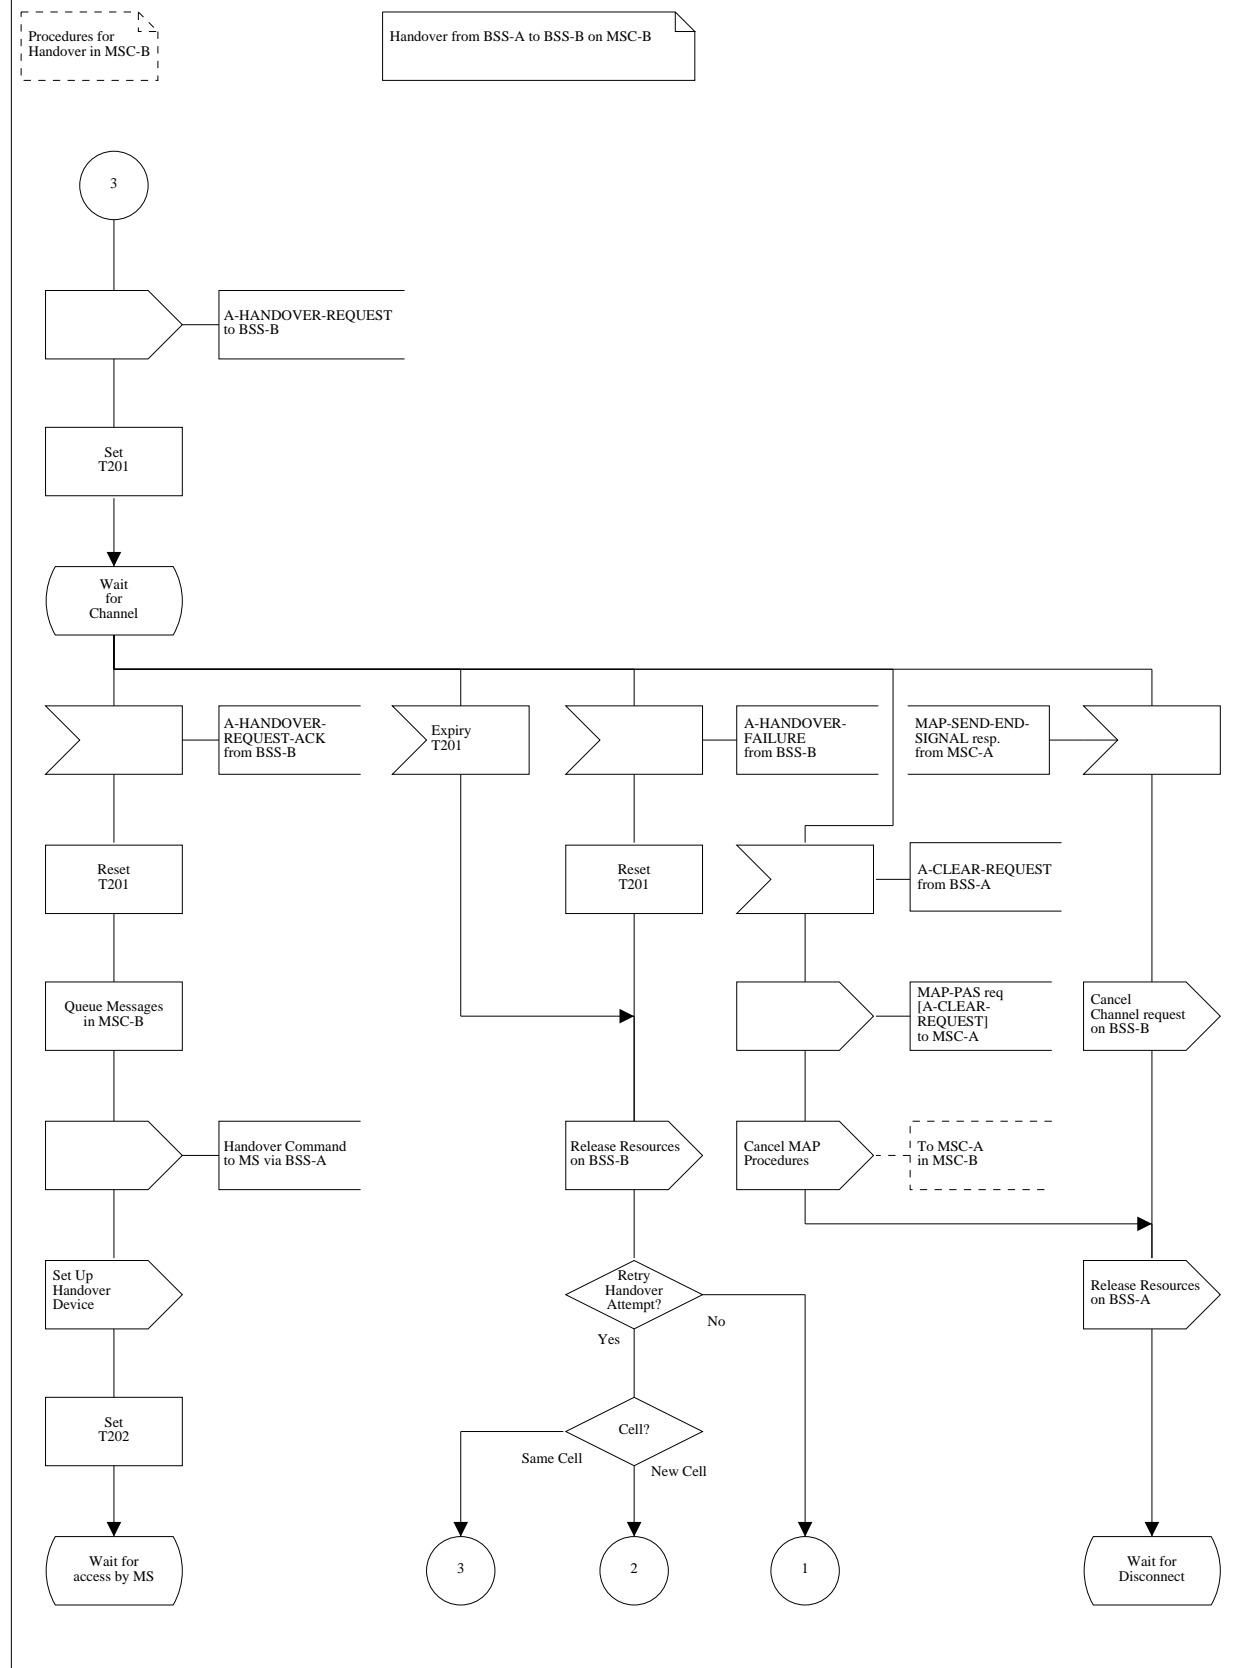 Procedures for
Handover in MSC-B
Handover from BSS-A to BSS-B on MSC-B
3
A-HANDOVER-REQUEST
to BSS-B
Set
T201
Wait
for
Channel
A-HANDOVER-
REQUEST-ACK
from BSS-B
Expiry
T201
A-HANDOVER-
FAILURE
from BSS-B
MAP-SEND-END-
SIGNAL resp.
from MSC-A
Reset
T201
Reset
T201
A-CLEAR-REQUEST
from BSS-A
Queue Messages
in MSC-B
MAP-PAS req
[A-CLEAR-
REQUEST]
to MSC-A
Cancel
Channel request
on BSS-B
Handover Command
to MS via BSS-A
Release Resources
on BSS-B
Cancel MAP
Procedures
To MSC-A
in MSC-B
Set Up
Handover
Device
Retry
Handover
Attempt?
Release Resources
on BSS-A
No
Yes
Set
T202
Cell?
Same Cell
New Cell
Wait for
access by MS
3
2
1
Wait for
Disconnect